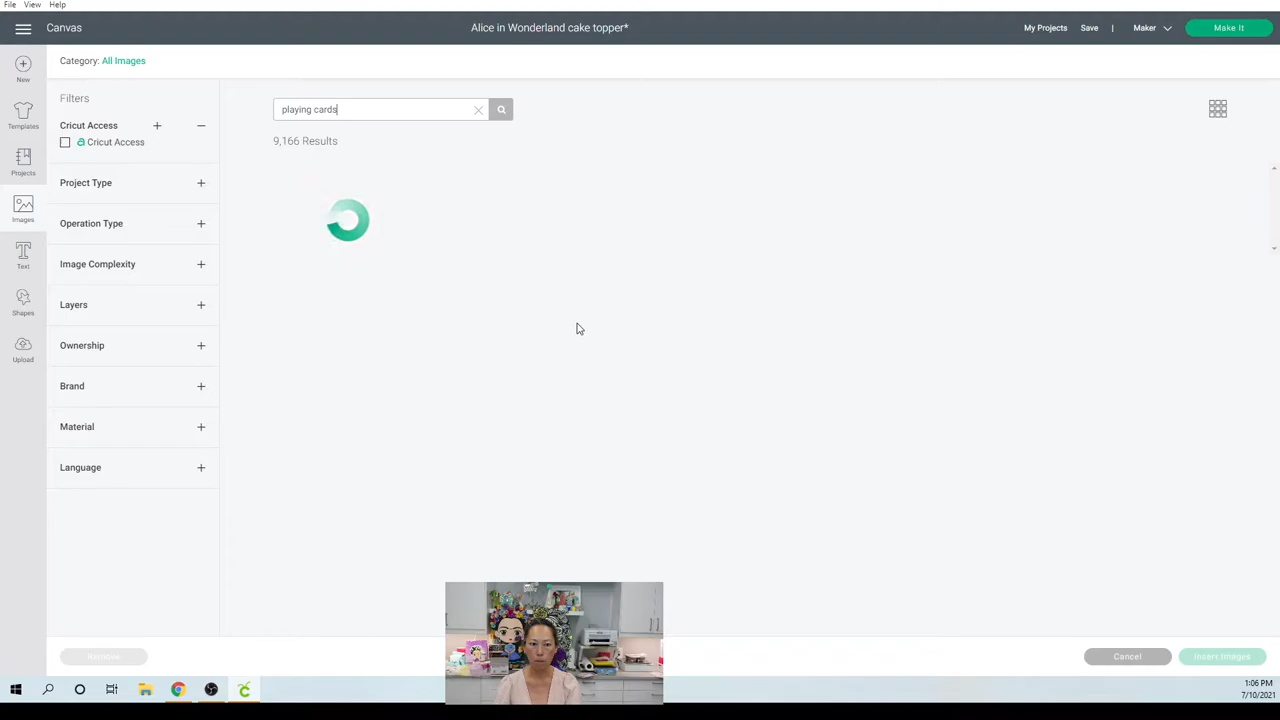 File View Help
Canvas
Alice in Wonderland cake topper*
My Projects Save | Maker Make It
Category: All Images
New
Templates
Projects
Images
Text
Shapes
Upload
Filters
Cricut Access
Cricut Access
Project Type
Operation Type
Image Complexity
Layers
Ownership
Brand
Material
Language
playing cards
9,166 Results
Remove
Cancel
Insert Images
1:06 PM
7/10/2021